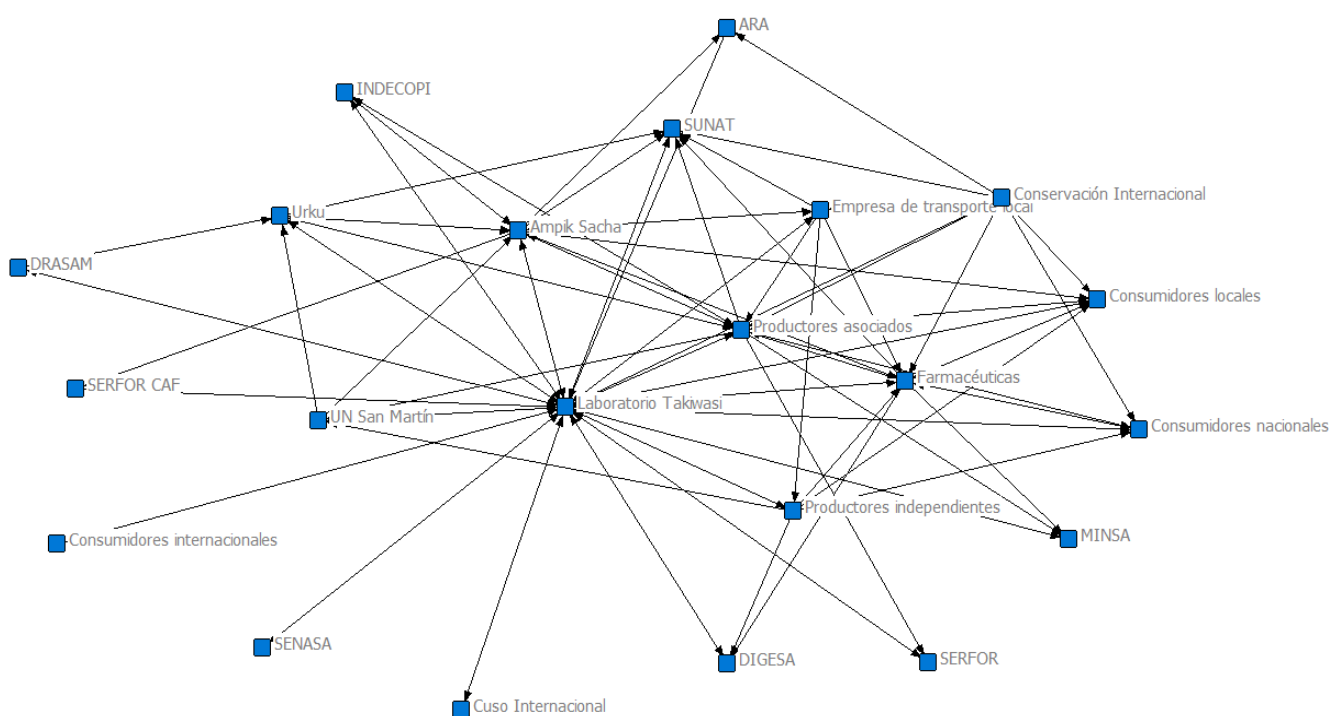 ARA
INDECOPI
SUNAT
Conservación Internacional
Urku
Empresa de transporte local
Ampik Sacha
DRASAM
Consumidores locales
Productores asociados
Farmacéuticas
SERFOR CAF
Laboratorio Takiwasi
UN San Martín
Consumidores nacionales
Productores independientes
Consumidores internacionales
MINSA
SENASA
DIGESA
SERFOR
Cuso Internacional